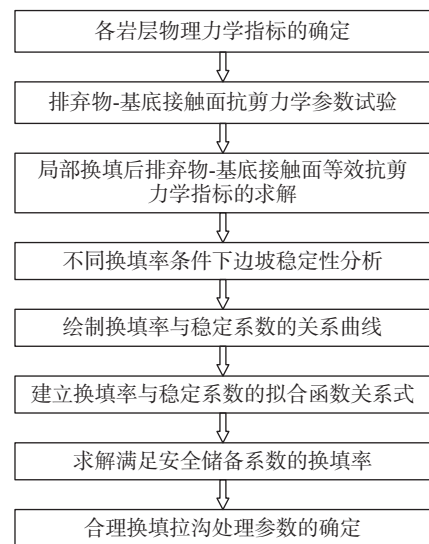 各岩层物理力学指标的确定
排弃物-基底接触面抗剪力学参数试验
局部换填后排弃物-基底接触面等效抗剪
力学指标的求解
不同换填率条件下边坡稳定性分析
绘制换填率与稳定系数的关系曲线
建立换填率与稳定系数的拟合函数关系式
求解满足安全储备系数的换填率
合理换填拉沟处理参数的确定